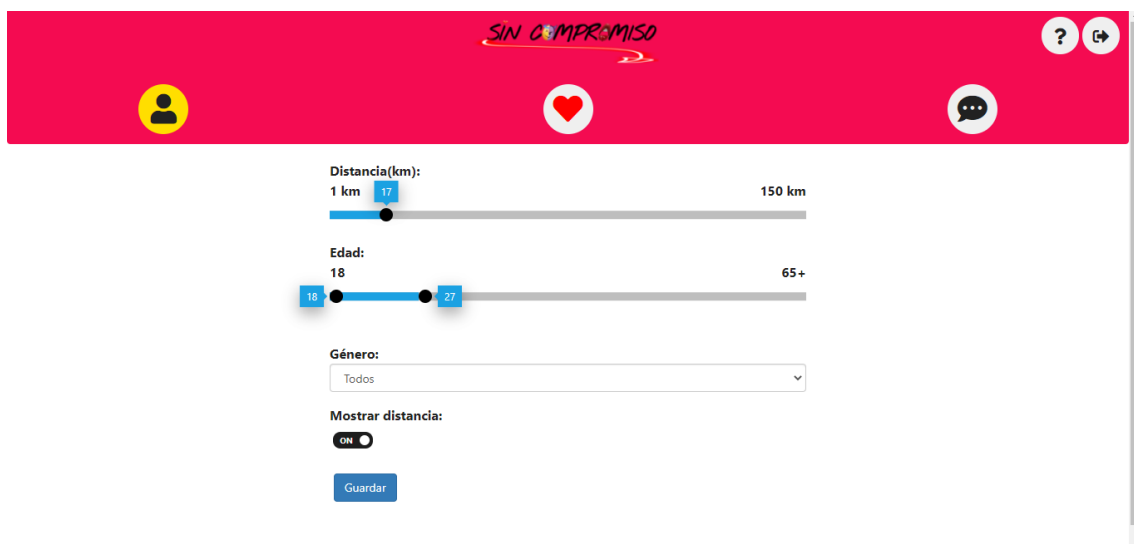 SIN COMPROMISO
?
Distancia(km):
1 km 17 150 km
Edad:
18 65+
18 27
Género:
Todos
Mostrar distancia:
ON
Guardar